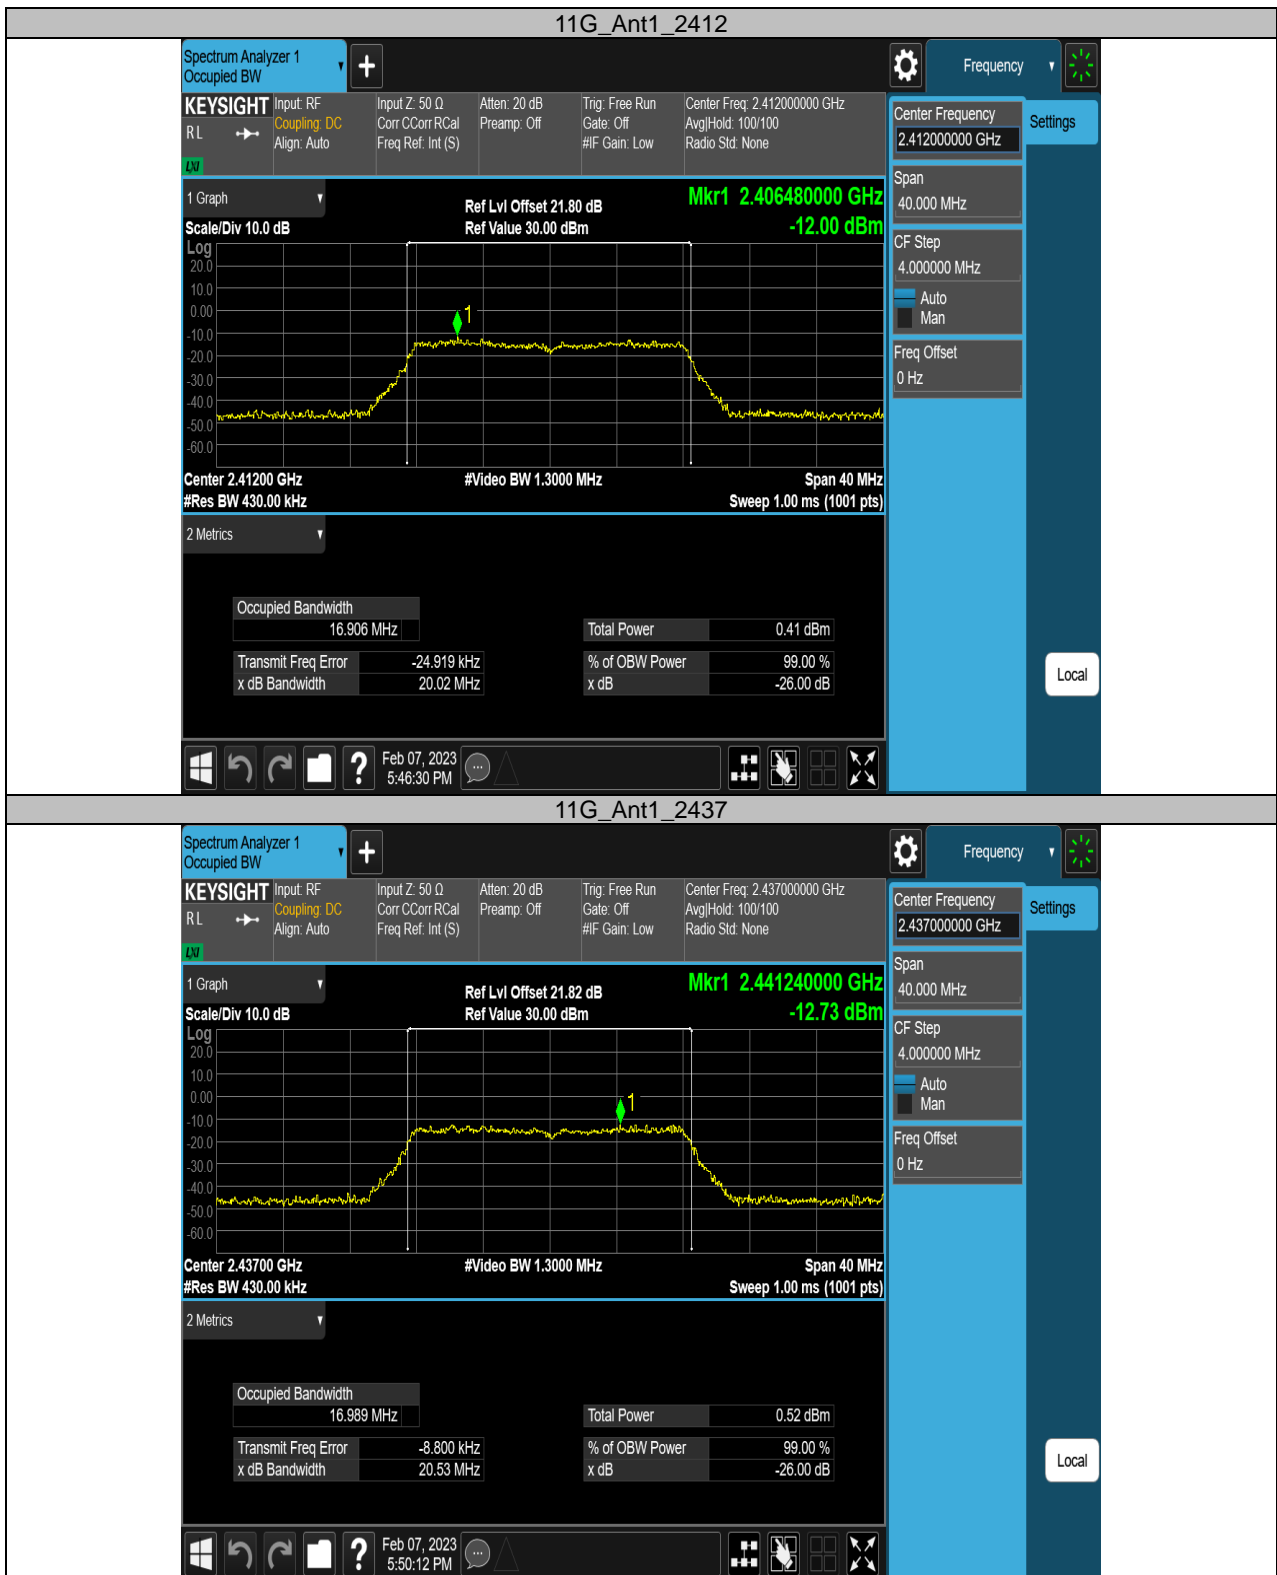 11G_Ant1_2412
Spectrum Analyzer 1
Occupied BW
Frequency
KEYSIGHT
RL
LXI
Input: RF
Coupling: DC
Align: Auto
Input Z: 50 Ω
Corr CCorr RCal
Freq Ref: Int (S)
Atten: 20 dB
Preamp: Off
Trig: Free Run
Gate: Off
#IF Gain: Low
Center Freq: 2.412000000 GHz
Avg|Hold: 100/100
Radio Std: None
Center Frequency
2.412000000 GHz
Settings
Span
40.000 MHz
CF Step
4.000000 MHz
Auto
Man
Freq Offset
0 Hz
Local
1 Graph
Scale/Div 10.0 dB
Ref Lvl Offset 21.80 dB
Ref Value 30.00 dBm
Mkr1 2.406480000 GHz
-12.00 dBm
Log
20.0
10.0
0.00
-10.0
-20.0
-30.0
-40.0
-50.0
-60.0
1
Center 2.41200 GHz
#Video BW 1.3000 MHz
Span 40 MHz
#Res BW 430.00 kHz
Sweep 1.00 ms (1001 pts)
2 Metrics
Occupied Bandwidth
16.906 MHz
Total Power 0.41 dBm
Transmit Freq Error -24.919 kHz
% of OBW Power 99.00 %
x dB Bandwidth 20.02 MHz
x dB -26.00 dB
Feb 07, 2023
5:46:30 PM
11G_Ant1_2437
Spectrum Analyzer 1
Occupied BW
Frequency
KEYSIGHT
RL
LXI
Input: RF
Coupling: DC
Align: Auto
Input Z: 50 Ω
Corr CCorr RCal
Freq Ref: Int (S)
Atten: 20 dB
Preamp: Off
Trig: Free Run
Gate: Off
#IF Gain: Low
Center Freq: 2.437000000 GHz
Avg|Hold: 100/100
Radio Std: None
Center Frequency
2.437000000 GHz
Settings
Span
40.000 MHz
CF Step
4.000000 MHz
Auto
Man
Freq Offset
0 Hz
Local
1 Graph
Scale/Div 10.0 dB
Ref Lvl Offset 21.82 dB
Ref Value 30.00 dBm
Mkr1 2.441240000 GHz
-12.73 dBm
Log
20.0
10.0
0.00
-10.0
-20.0
-30.0
-40.0
-50.0
-60.0
1
Center 2.43700 GHz
#Video BW 1.3000 MHz
Span 40 MHz
#Res BW 430.00 kHz
Sweep 1.00 ms (1001 pts)
2 Metrics
Occupied Bandwidth
16.989 MHz
Total Power 0.52 dBm
Transmit Freq Error -8.800 kHz
% of OBW Power 99.00 %
x dB Bandwidth 20.53 MHz
x dB -26.00 dB
Feb 07, 2023
5:50:12 PM